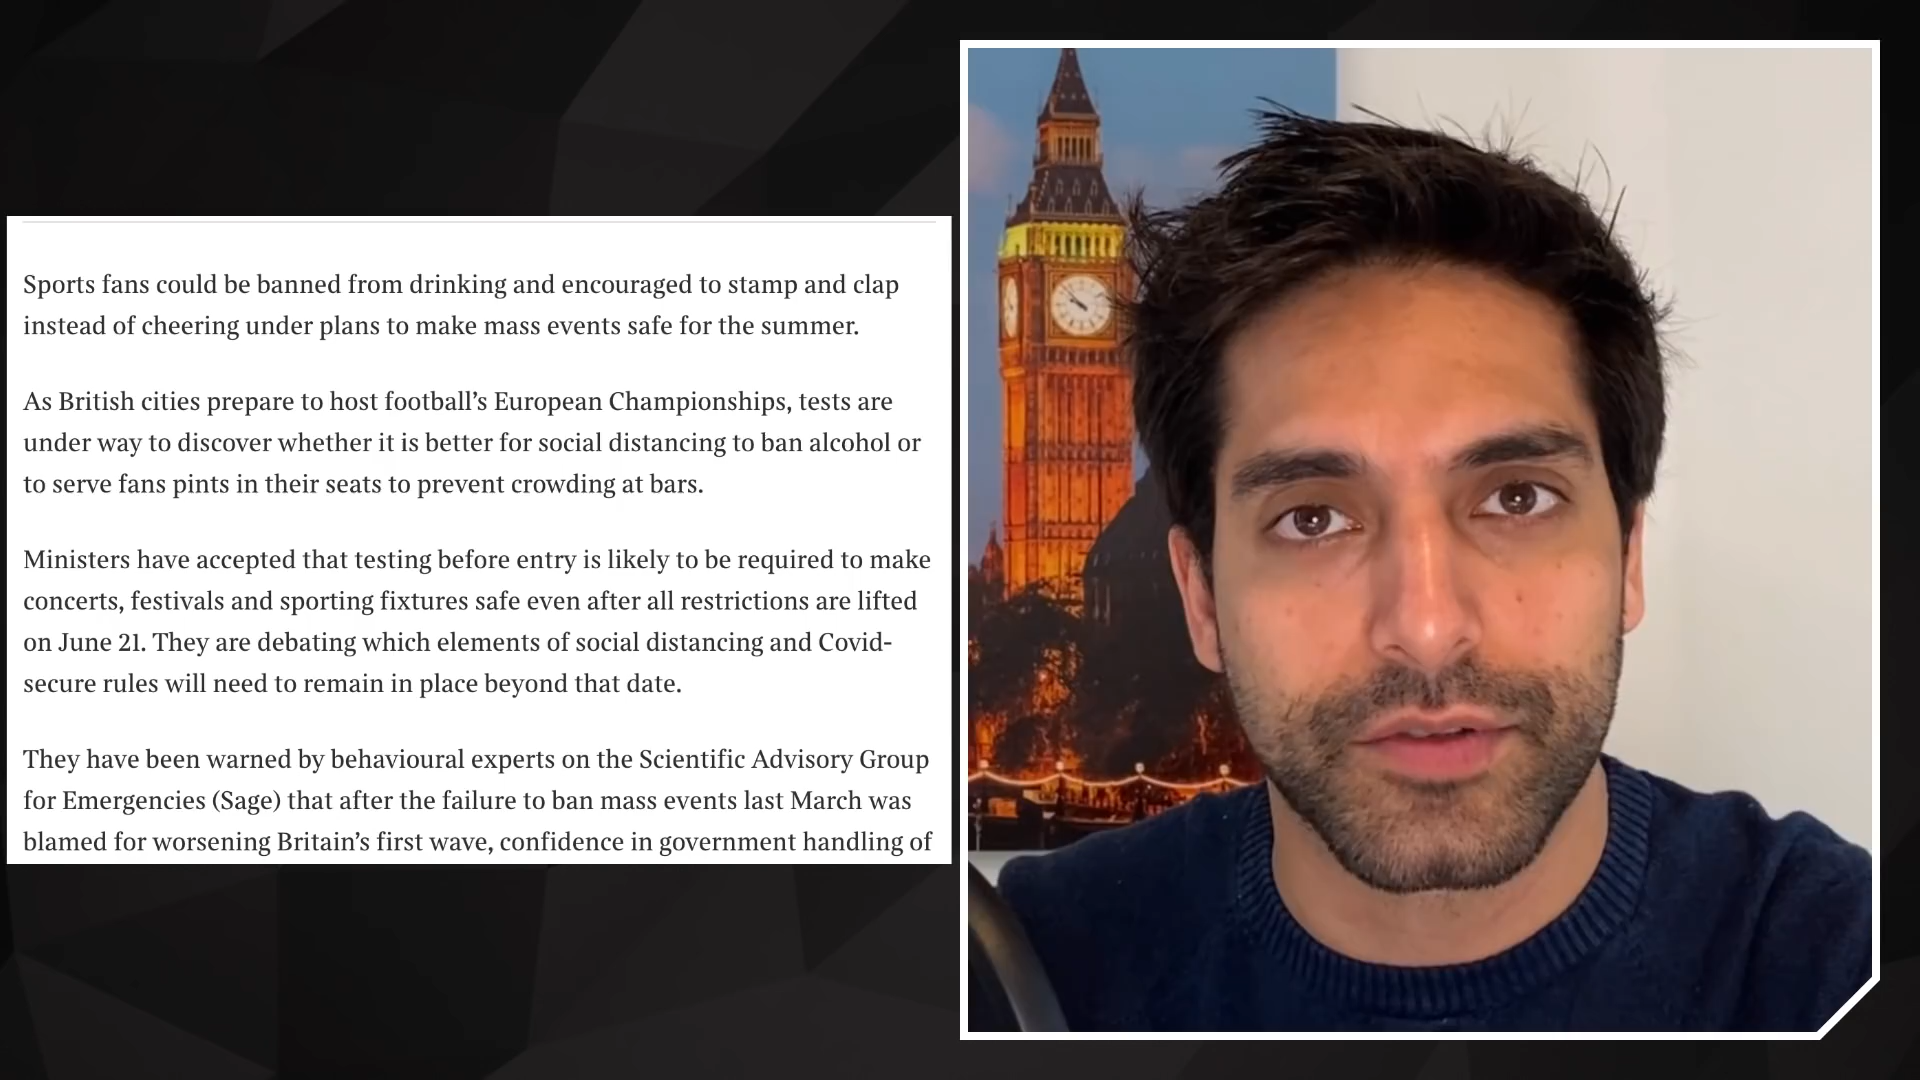 Sports fans could be banned from drinking and encouraged to stamp and clap
instead of cheering under plans to make mass events safe for the summer.
As British cities prepare to host football’s European Championships, tests are
under way to discover whether it is better for social distancing to ban alcohol or
to serve fans pints in their seats to prevent crowding at bars.
Ministers have accepted that testing before entry is likely to be required to make
concerts, festivals and sporting fixtures safe even after all restrictions are lifted
on June 21. They are debating which elements of social distancing and Covid-
secure rules will need to remain in place beyond that date.
They have been warned by behavioural experts on the Scientific Advisory Group
for Emergencies (Sage) that after the failure to ban mass events last March was
blamed for worsening Britain’s first wave, confidence in government handling of